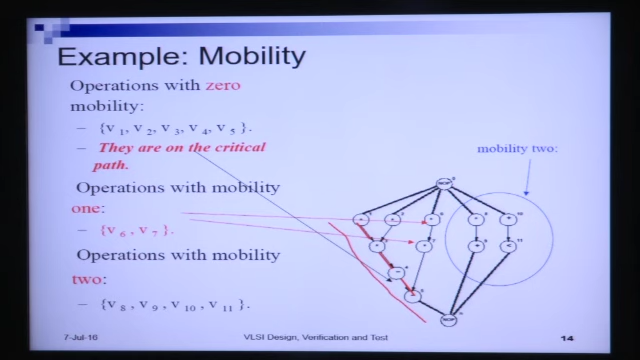 Example: Mobility
Operations with zero
mobility:
– {v 1, v 2, v 3, v 4, v 5 }.
– They are on the critical
path.
Operations with mobility
one:
– {v 6 , v 7 }.
Operations with mobility
two:
– {v 8 , v 9 , v 10 , v 11 }.
mobility two:
NOP
NOP
7-Jul-16
VLSI Design, Verification and Test
14